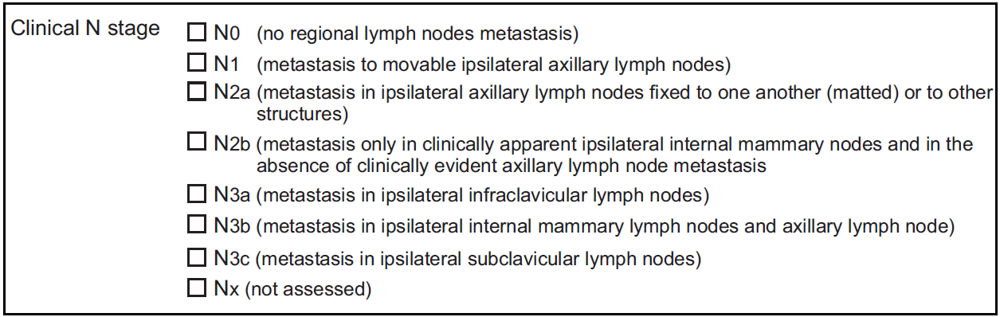 Clinical N stage
N0 (no regional lymph nodes metastasis)
N1 (metastasis to movable ipsilateral axillary lymph nodes)
N2a (metastasis in ipsilateral axillary lymph nodes fixed to one another (matted) or to other
structures)
N2b (metastasis only in clinically apparent ipsilateral internal mammary nodes and in the
absence of clinically evident axillary lymph node metastasis
N3a (metastasis in ipsilateral infraclavicular lymph nodes)
N3b (metastasis in ipsilateral internal mammary lymph nodes and axillary lymph node)
N3c (metastasis in ipsilateral subclavicular lymph nodes)
Nx (not assessed)